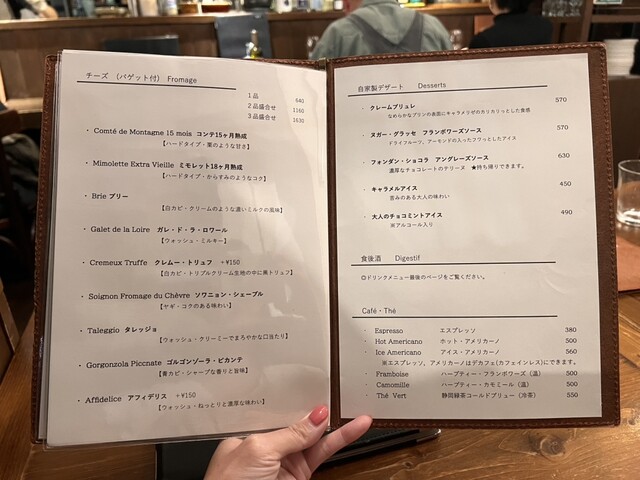 チーズ （バゲット付） Fromage
1品 640
2品盛合せ 1160
3品盛合せ 1630
・ Comté de Montagne 15 mois コンテ15ヶ月熟成
【ハードタイプ・栗のような甘さ】
・ Mimolette Extra Vieille ミモレット18ヶ月熟成
【ハードタイプ・からすみのようなコク】
・ Brie ブリー
【白カビ・クリームのような濃いミルクの風味】
・ Galet de la Loire ガレ・ド・ラ・ロワール
【ウォッシュ・ミルキー】
・ Cremeux Truffe クレムー・トリュフ +¥150
【白カビ・トリプルクリーム生地の中に黒トリュフ】
・ Soignon Fromage du Chèvre ソワニョン・シェーブル
【ヤギ・コクのある味わい】
・ Taleggio タレッジョ
【ウォッシュ・クリーミーでまろやかな口当たり】
・ Gorgonzola Piccnate ゴルゴンゾーラ・ピカンテ
【青カビ・シャープな香りと旨味】
・ Affidelice アフィデリス +¥150
【ウォッシュ・ねっとりと濃厚な味わい】
自家製デザート Desserts
・ クレームブリュレ 570
なめらかなプリンの表面にキャラメリゼのカリカリっとした食感
・ ヌガー・グラッセ フランボワーズソース 570
ドライフルーツ、アーモンドの入ったフワっとしたアイス
・ フォンダン・ショコラ アングレーズソース 630
濃厚なチョコレートのテリーヌ ★持ち帰りできます。
・ キャラメルアイス 450
苦みのある大人の味わい
・ 大人のチョコミントアイス 490
※アルコール入り
食後酒 Digestif
◎ドリンクメニュー最後のページをご覧ください。
Café・Thé
・ Espresso エスプレッソ 380
・ Hot Americano ホット・アメリカーノ 500
・ Ice Americano アイス・アメリカーノ 560
※エスプレッソ、アメリカーノはデカフェ(カフェインレス)にできます。
・ Framboise ハーブティー・フランボワーズ（温） 500
・ Camomille ハーブティー・カモミール（温） 500
・ Thé Vert 静岡緑茶コールドブリュー（冷茶） 550